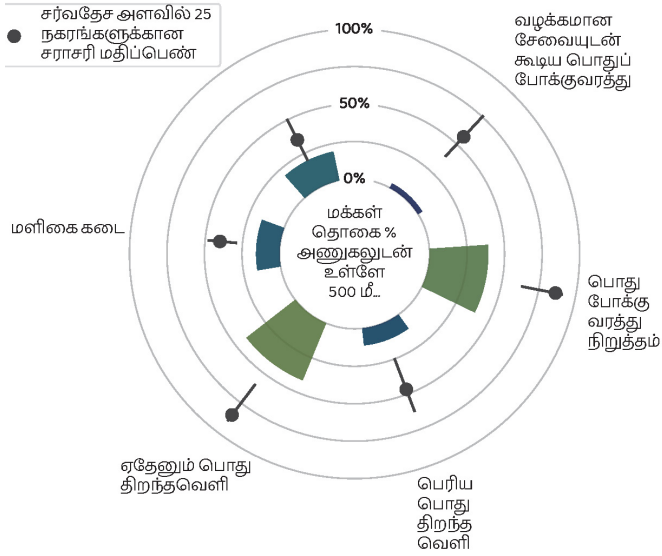 சர்வதேச அளவில் 25
நகரங்களுக்கான
சராசரி மதிப்பெண்
100%
50%
0%
மக்கள்
தொகை %
அணுகலுடன்
உள்ளே
500 மீ...
வழக்கமான
சேவையுடன்
கூடிய பொதுப்
போக்குவரத்து
பொது
போக்கு
வரத்து
நிறுத்தம்
பெரிய
பொது
திறந்த
வெளி
ஏதேனும் பொது
திறந்தவெளி
மளிகை கடை